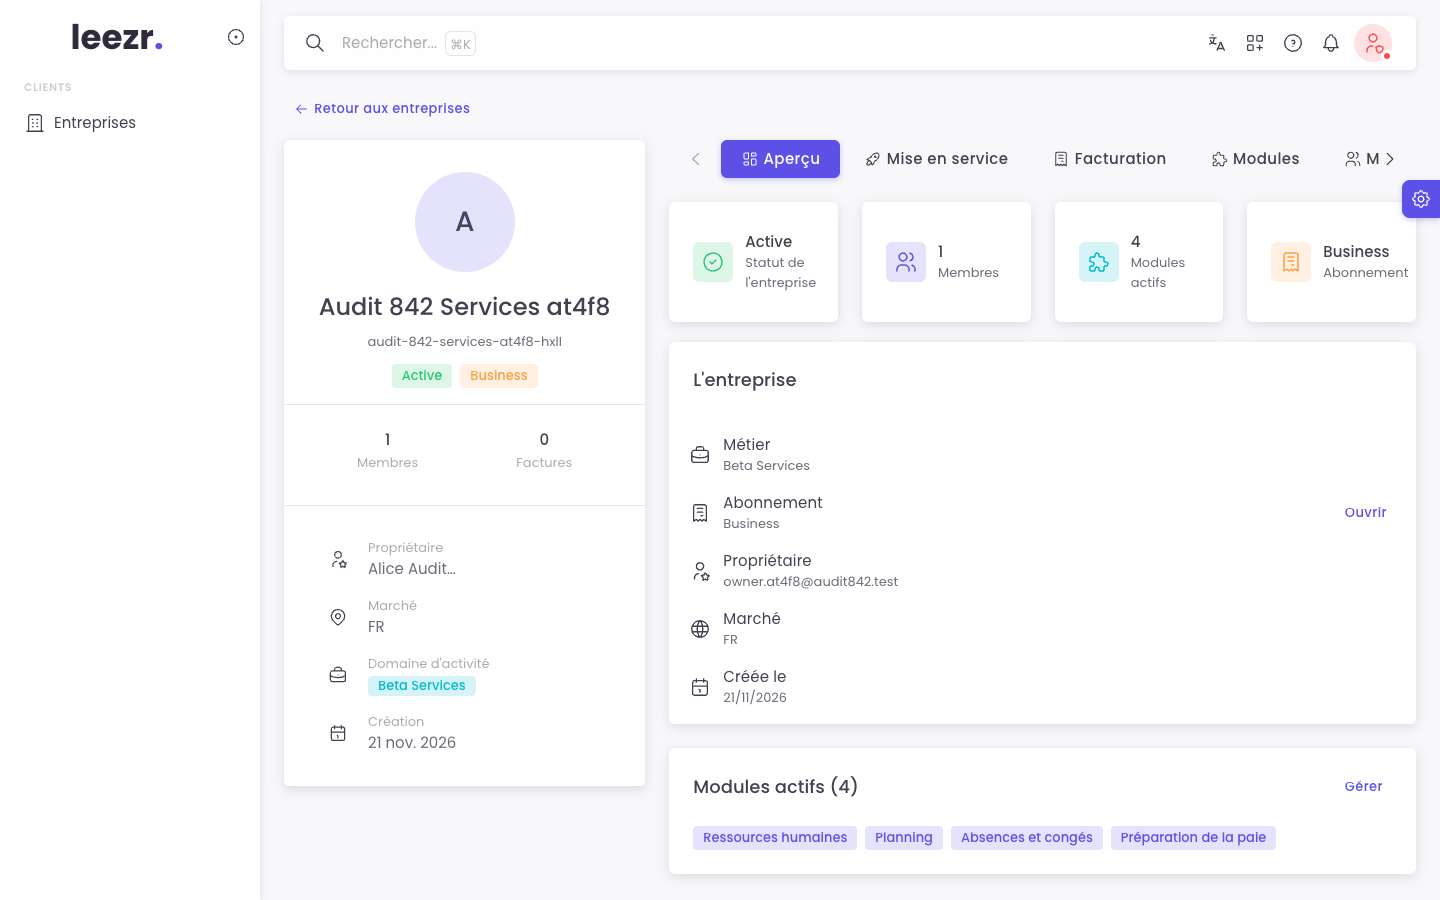 leezr.
CLIENTS
Entreprises
Rechercher... ⌘K
Retour aux entreprises
A
Audit 842 Services at4f8
audit-842-services-at4f8-hxll
Active Business
1
Membres
0
Factures
Propriétaire
Alice Audit...
Marché
FR
Domaine d'activité
Beta Services
Création
21 nov. 2026
Aperçu Mise en service Facturation Modules M
Active
Statut de
l'entreprise
1
Membres
4
Modules
actifs
Business
Abonnement
L'entreprise
Métier
Beta Services
Abonnement
Business
Ouvrir
Propriétaire
owner.at4f8@audit842.test
Marché
FR
Créée le
21/11/2026
Modules actifs (4)
Gérer
Ressources humaines Planning Absences et congés Préparation de la paie